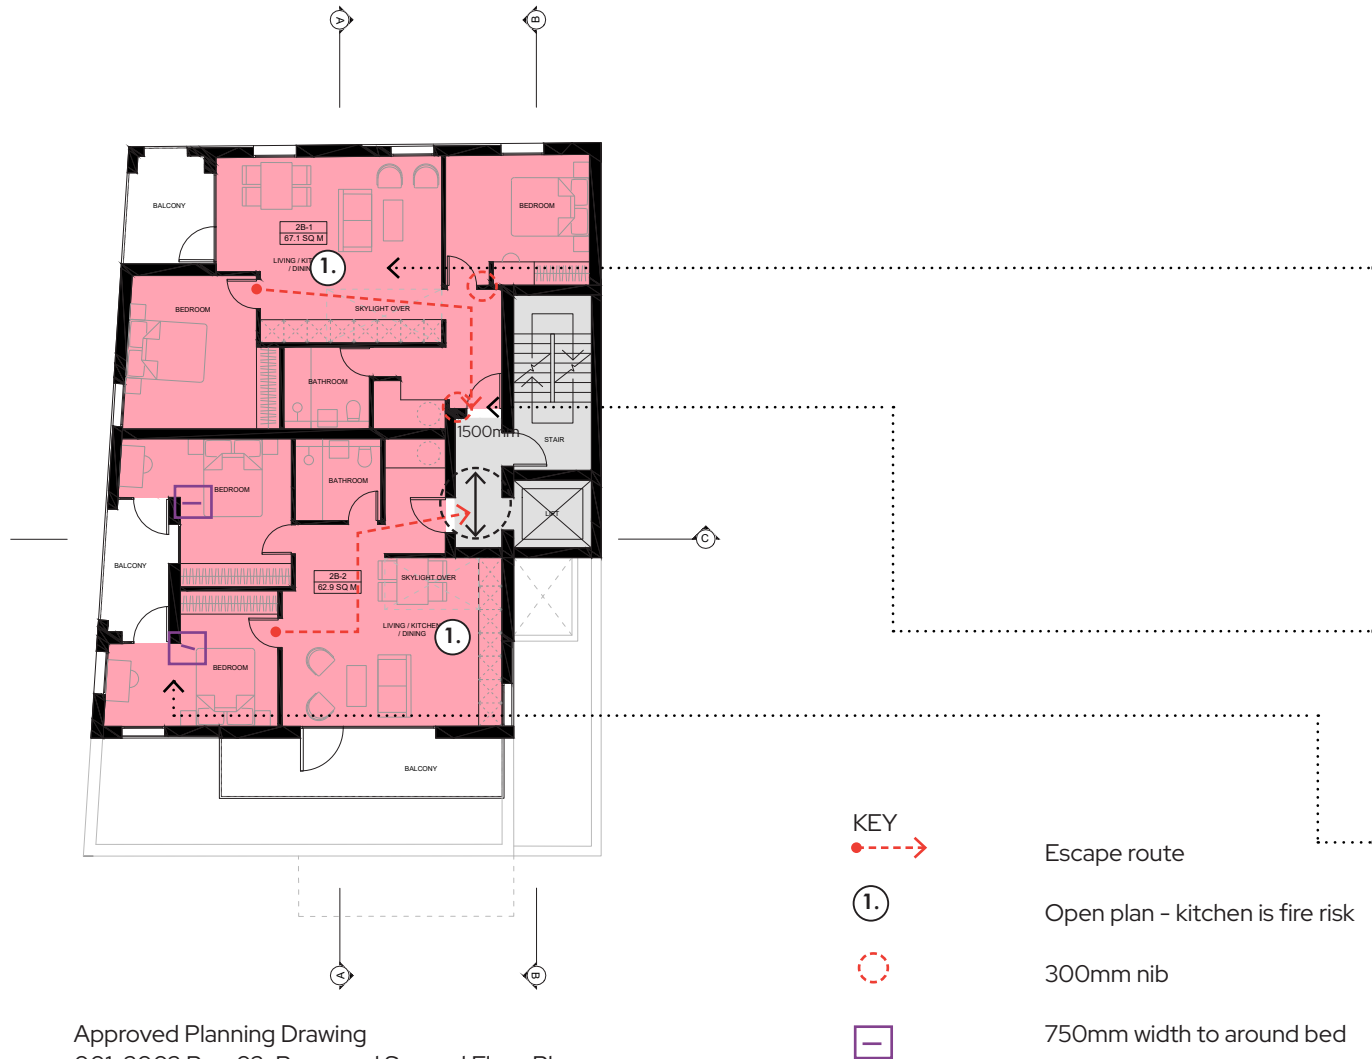 A
B
BALCONY
2B-1
67.1 SQ M
LIVING / KIT
/ DININ
1.
BEDROOM
BEDROOM
SKYLIGHT OVER
BATHROOM
1500mm
STAIR
BEDROOM
BATHROOM
LIFT
C
BALCONY
2B-2
62.9 SQ M
SKYLIGHT OVER
LIVING / KITCHEN
/ DINING
1.
BEDROOM
BALCONY
A
B
KEY
Escape route
1.
Open plan - kitchen is fire risk
300mm nib
750mm width to around bed
Approved Planning Drawing